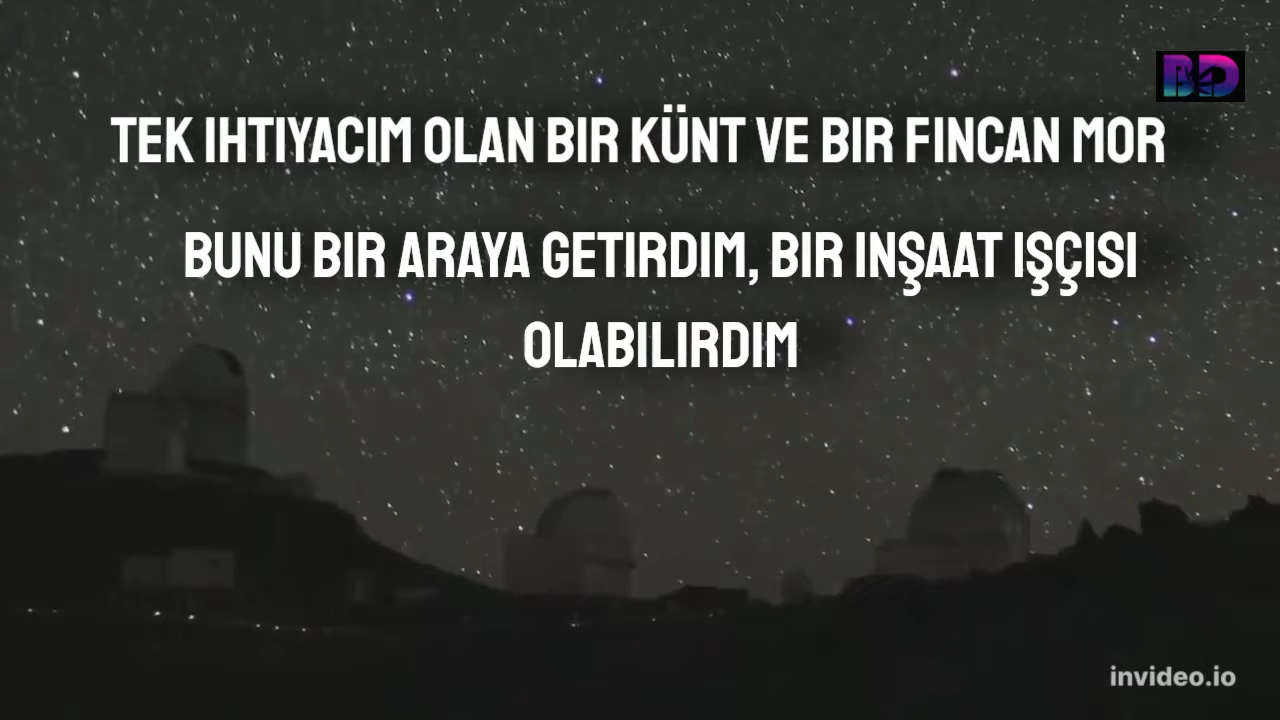 BD
TEK IHTIYACIM OLAN BIR KÜNT VE BIR FINCAN MOR
BUNU BIR ARAYA GETIRDIM, BIR INŞAAT IŞÇISI
OLABILIRDIM
invideo.io